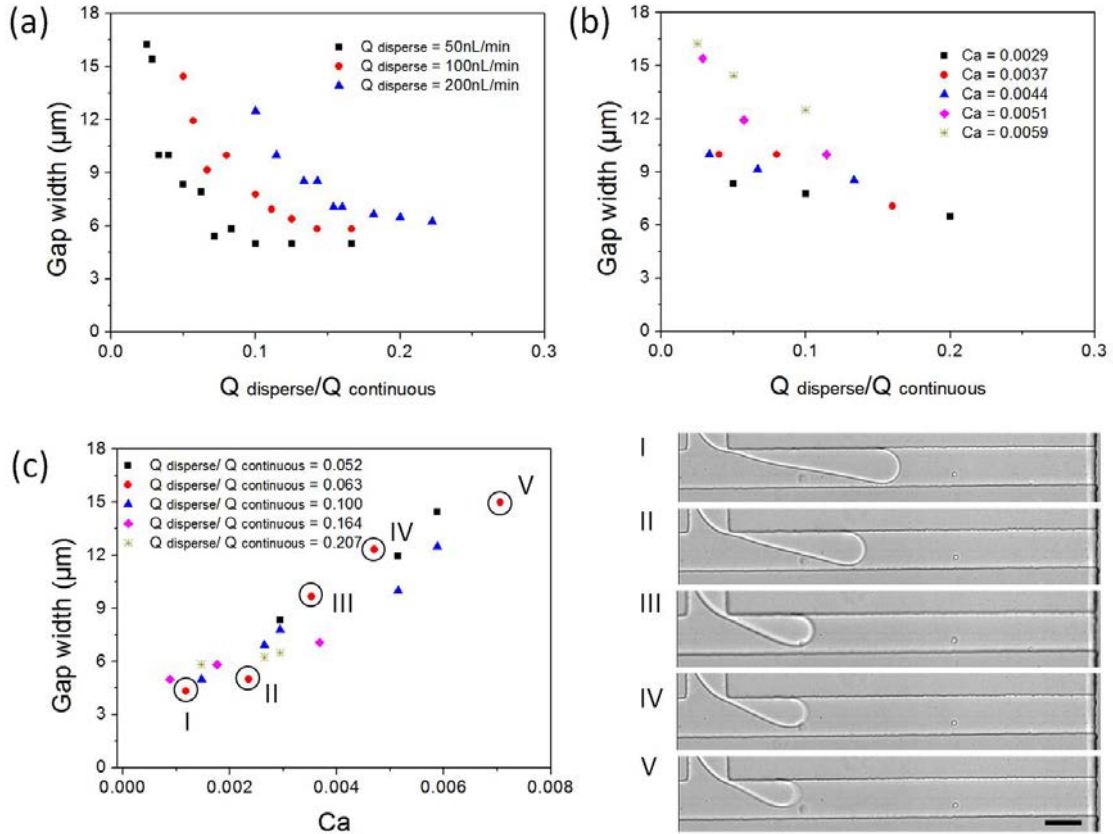 (a)
18
15
12
9
6
3
0
Gap width (µm)
Q disperse = 50nL/min
Q disperse = 100nL/min
Q disperse = 200nL/min
0.0 0.1 0.2 0.3
Q disperse/Q continuous
(b)
18
15
12
9
6
3
0
Gap width (µm)
Ca = 0.0029
Ca = 0.0037
Ca = 0.0044
Ca = 0.0051
Ca = 0.0059
0.0 0.1 0.2 0.3
Q disperse/Q continuous
(c)
18
15
12
9
6
3
0
Gap width (µm)
Q disperse/ Q continuous = 0.052
Q disperse/ Q continuous = 0.063
Q disperse/ Q continuous = 0.100
Q disperse/ Q continuous = 0.164
Q disperse/ Q continuous = 0.207
I
II
III
IV
V
0.000 0.002 0.004 0.006 0.008
Ca
I
II
III
IV
V